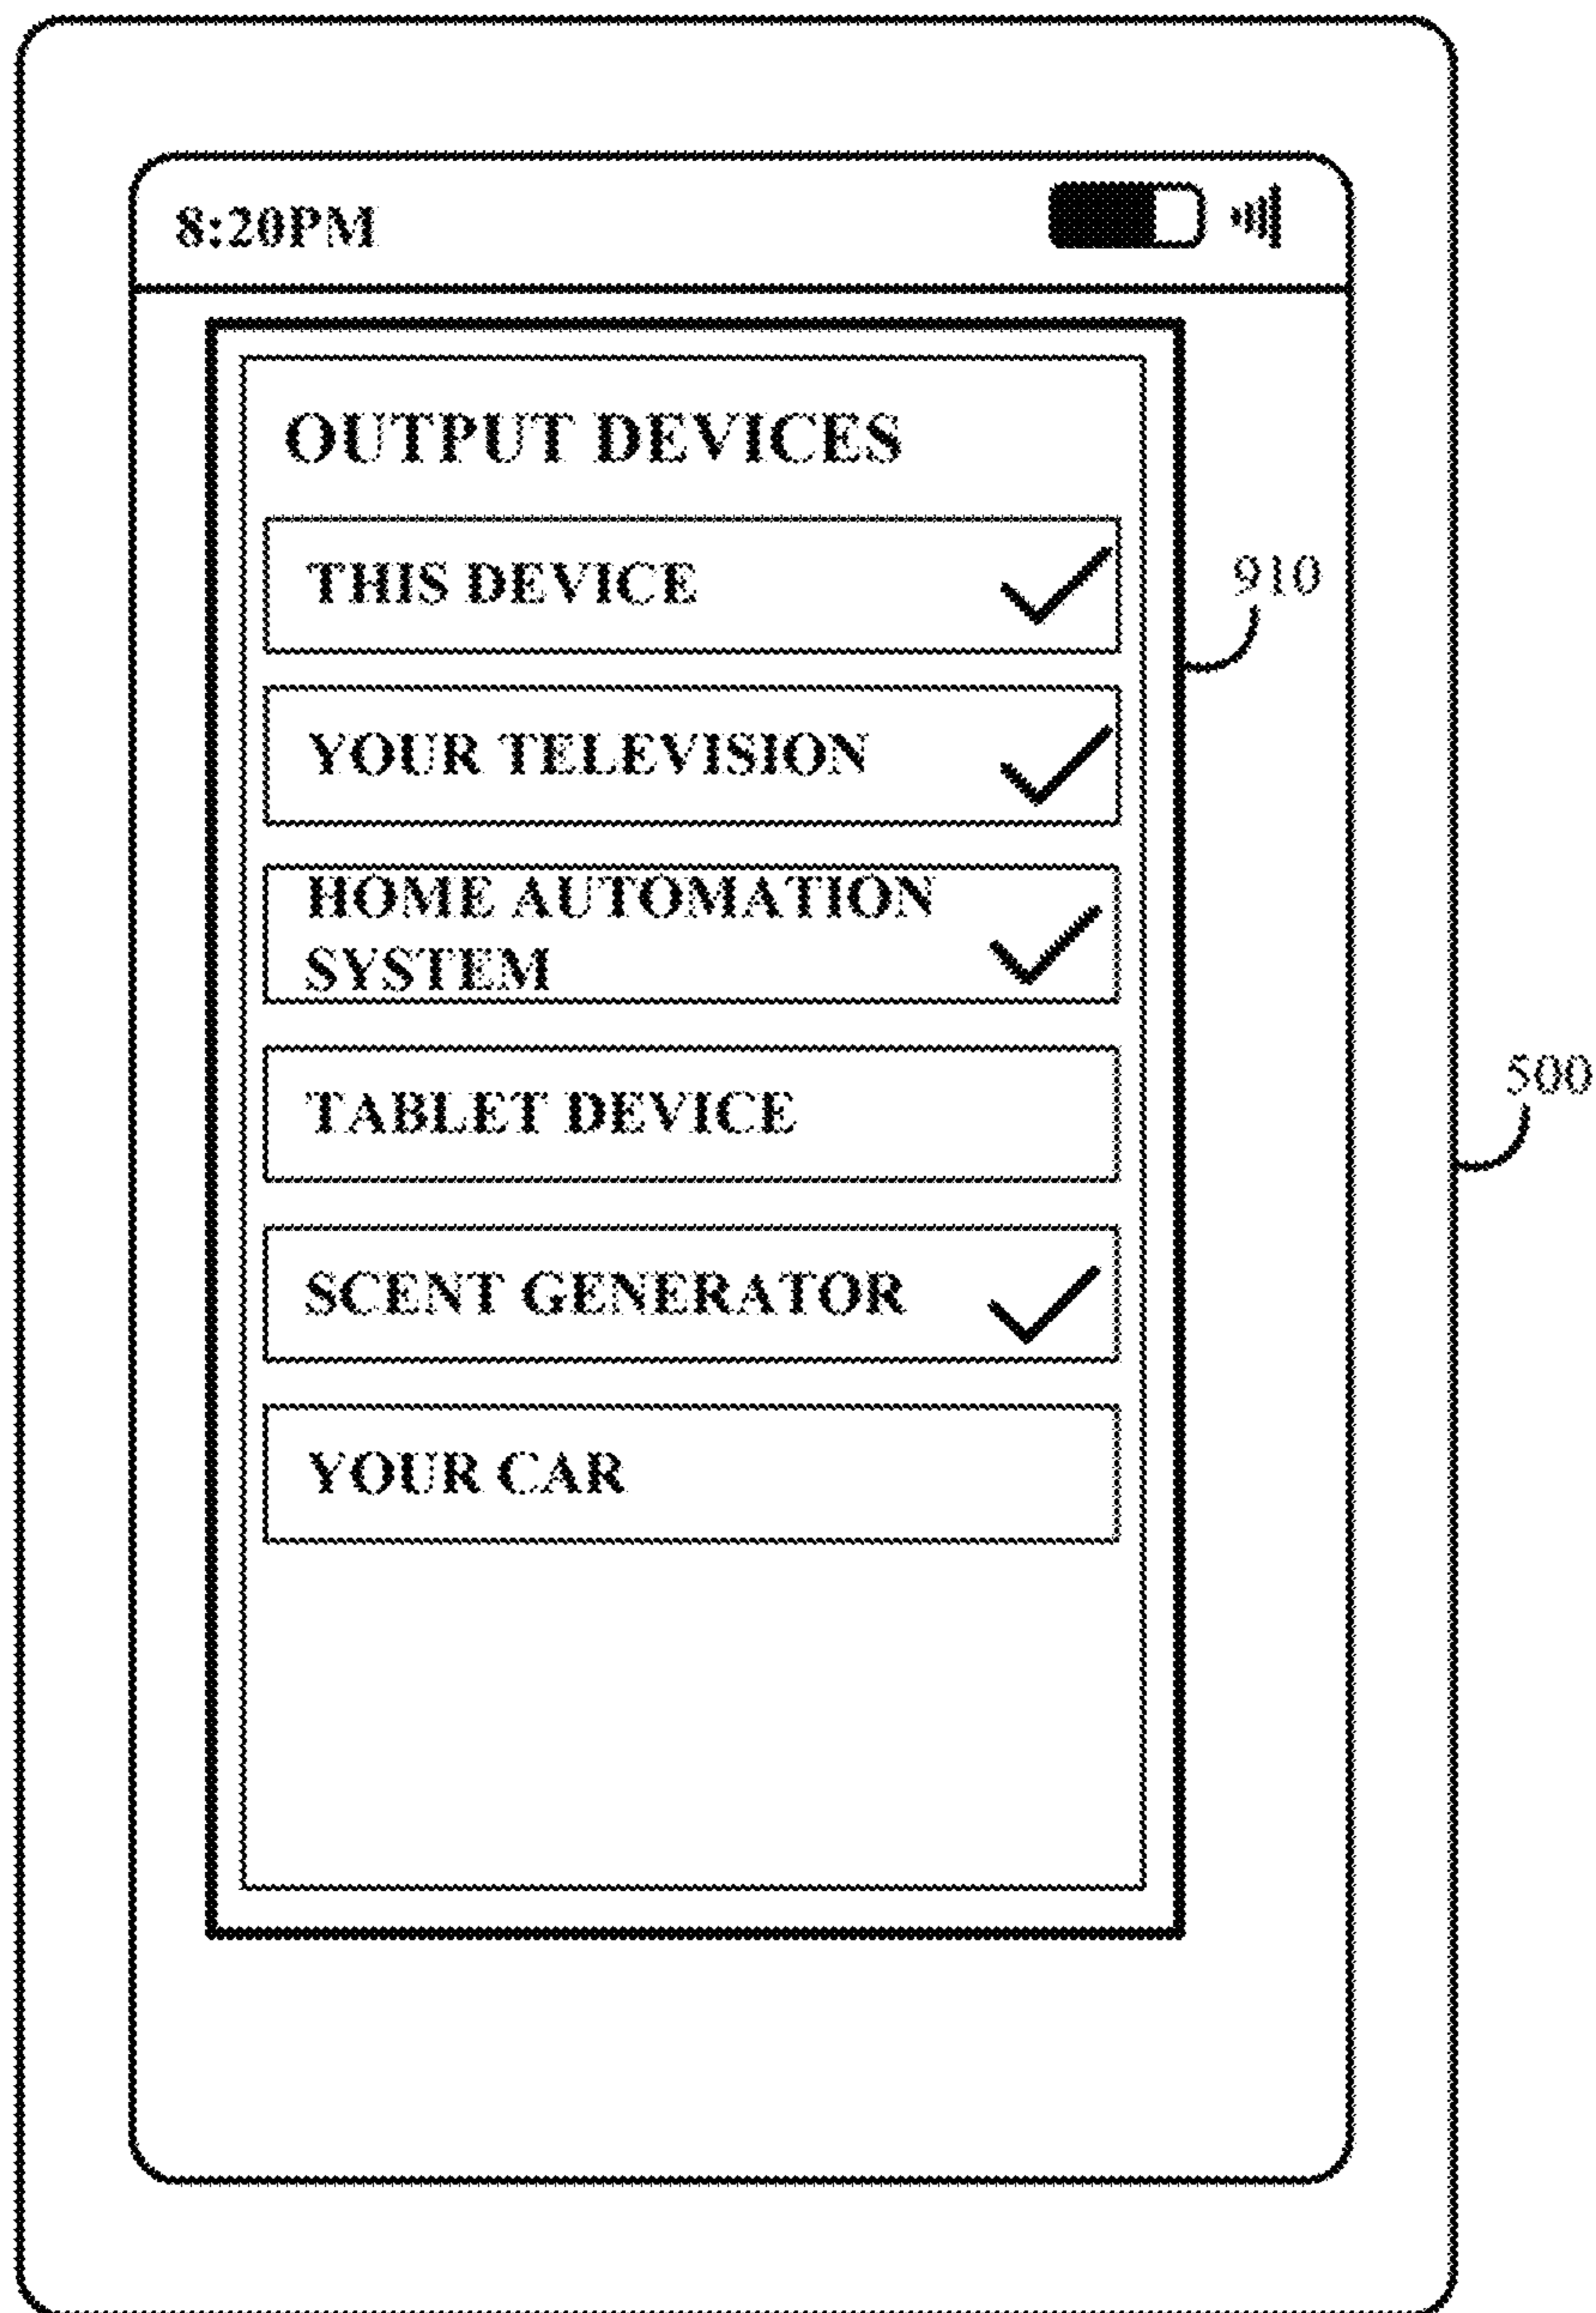 8:20PM
OUTPUT DEVICES
THIS DEVICE
910
YOUR TELEVISION
HOME AUTOMATION
SYSTEM
TABLET DEVICE
500
SCENT GENERATOR
YOUR CAR